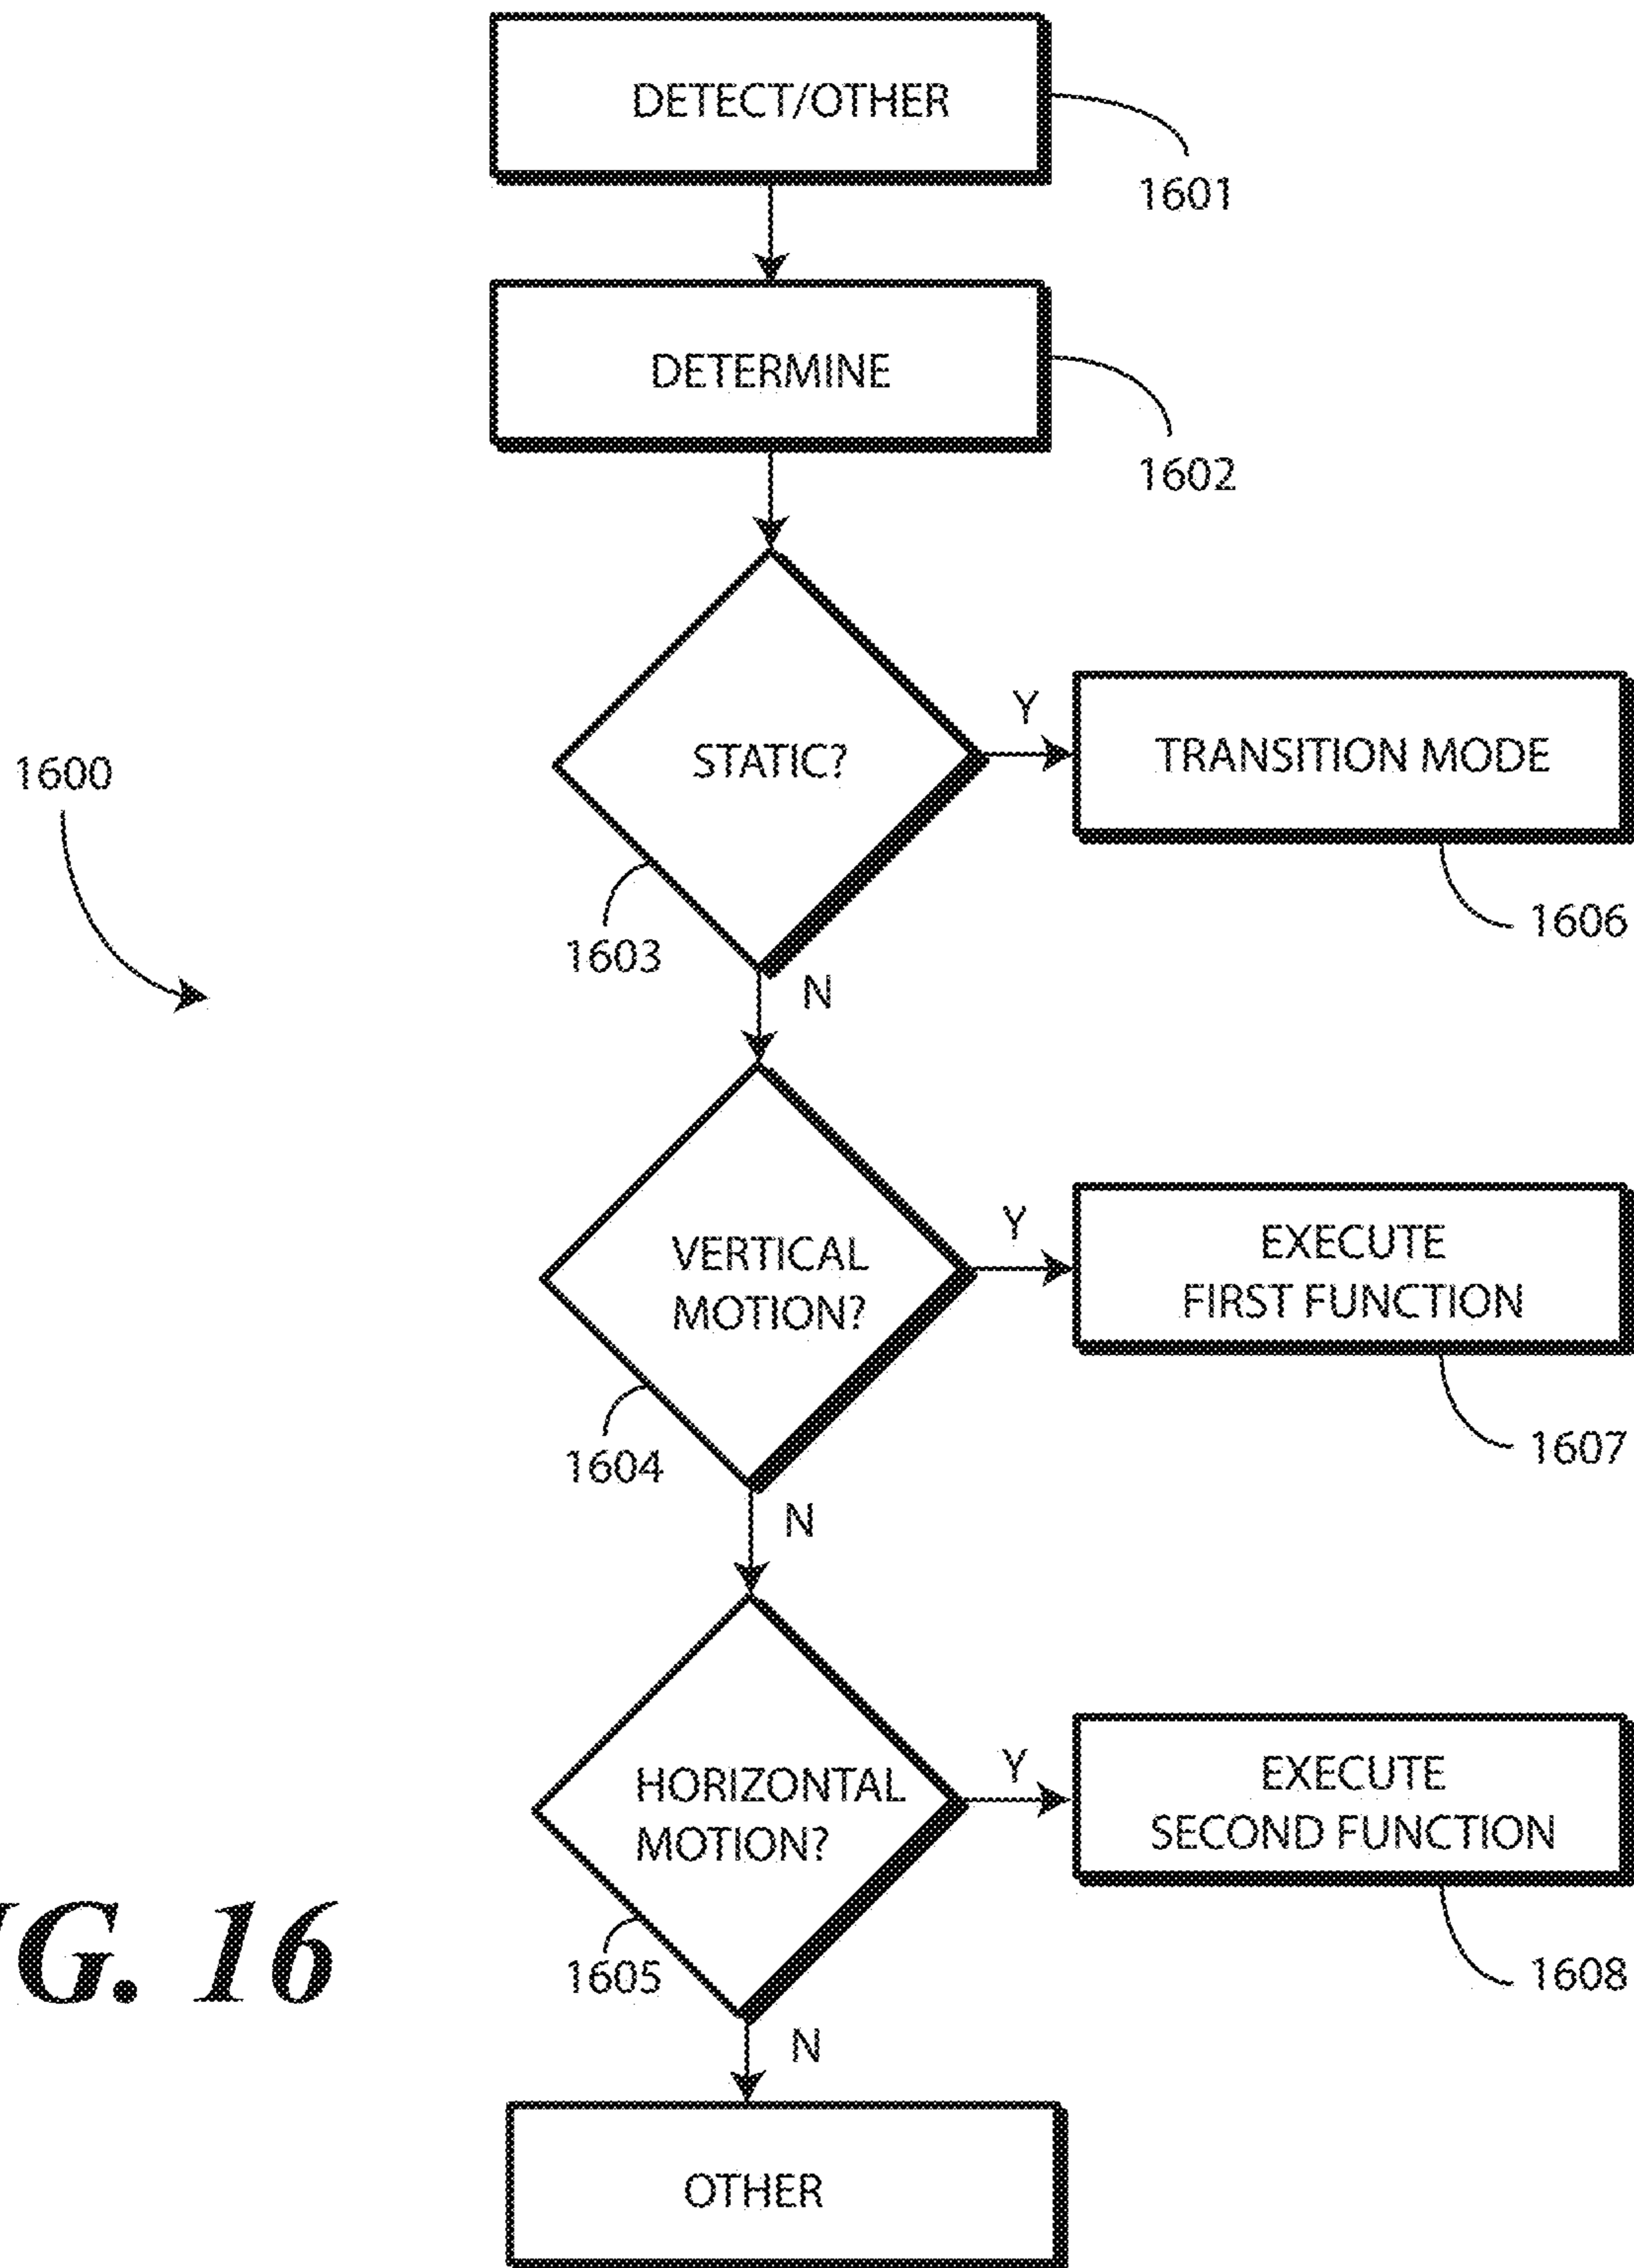 DETECT/OTHER
1601
DETERMINE
1602
STATIC?
Y
TRANSITION MODE
1600
1603
1606
N
VERTICAL
MOTION?
Y
EXECUTE
FIRST FUNCTION
1604
1607
N
HORIZONTAL
MOTION?
Y
EXECUTE
SECOND FUNCTION
G. 16
1605
1608
N
OTHER